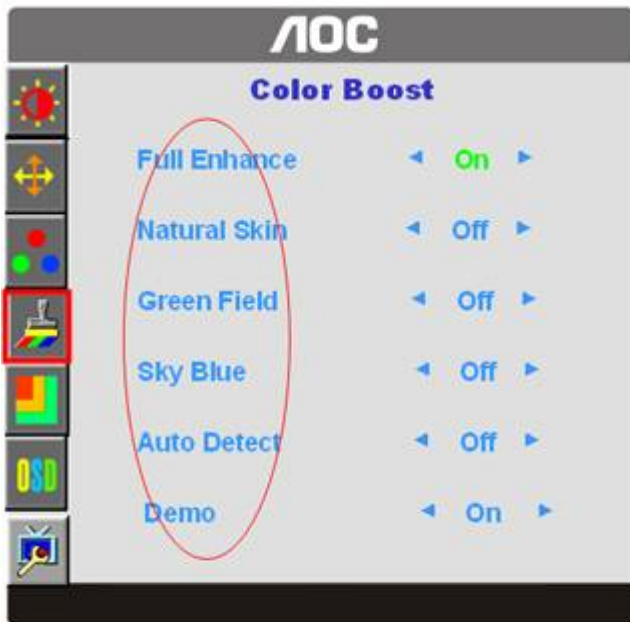 AOC
Color Boost
Full Enhance On
Natural Skin Off
Green Field Off
Sky Blue Off
Auto Detect Off
OSD
Demo On